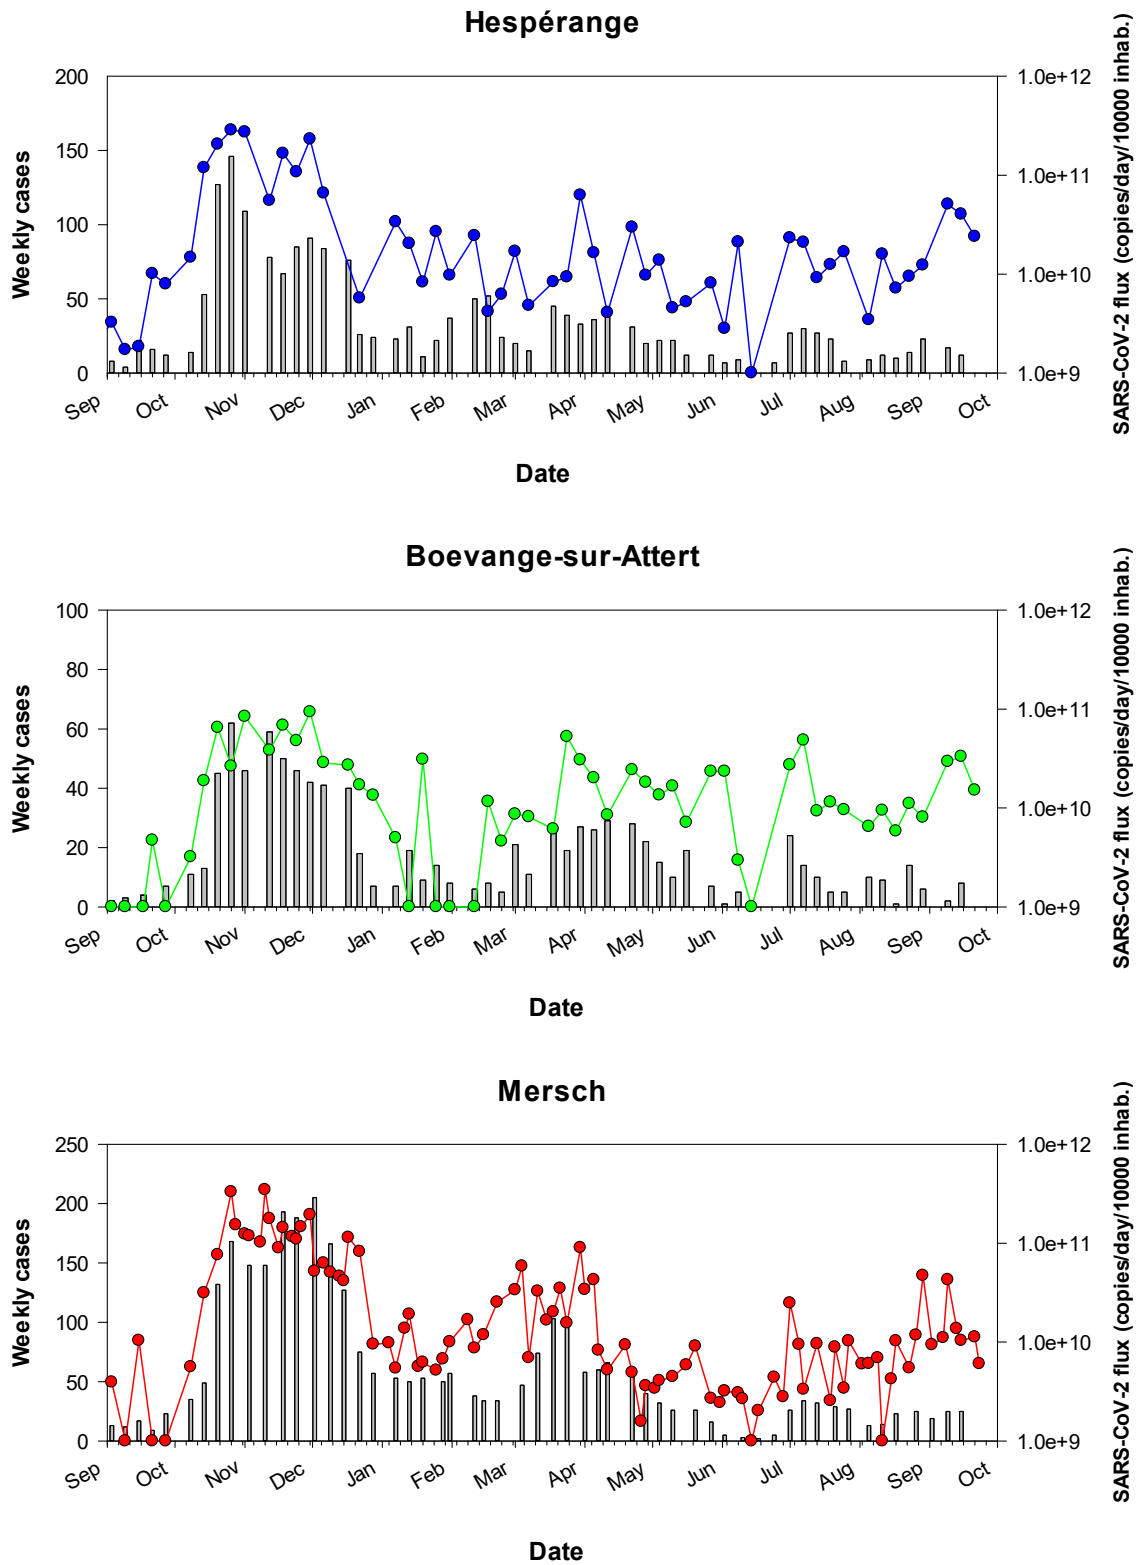 Hespérange
200
150
100
50
0
Weekly cases
1.0e+12
1.0e+11
1.0e+10
1.0e+9
SARS-CoV-2 flux (copies/day/10000 inhab.)
Sep Oct Nov Dec Jan Feb Mar Apr May Jun Jul Aug Sep Oct
Date
Boevange-sur-Attert
100
80
60
40
20
0
Weekly cases
1.0e+12
1.0e+11
1.0e+10
1.0e+9
SARS-CoV-2 flux (copies/day/10000 inhab.)
Sep Oct Nov Dec Jan Feb Mar Apr May Jun Jul Aug Sep Oct
Date
Mersch
250
200
150
100
50
0
Weekly cases
1.0e+12
1.0e+11
1.0e+10
1.0e+9
SARS-CoV-2 flux (copies/day/10000 inhab.)
Sep Oct Nov Dec Jan Feb Mar Apr May Jun Jul Aug Sep Oct
Date